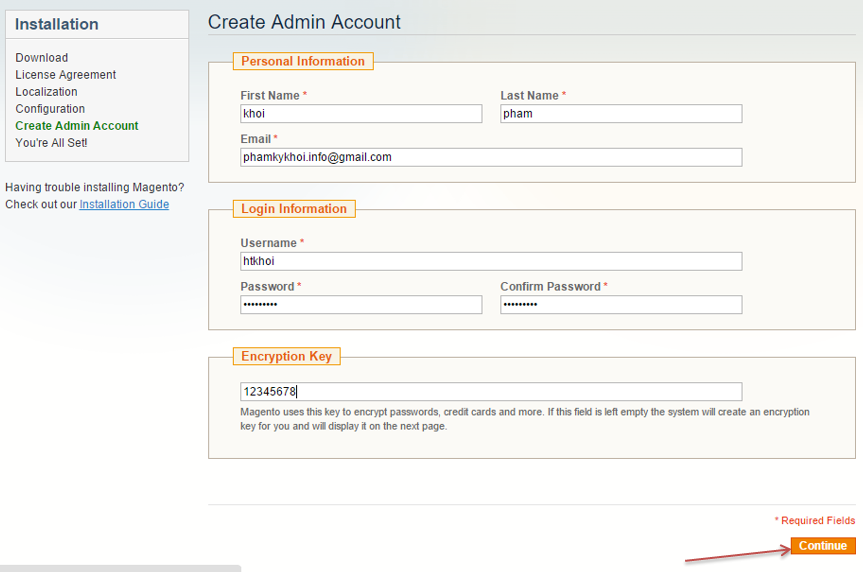 Installation
Download
License Agreement
Localization
Configuration
Create Admin Account
You're All Set!
Having trouble installing Magento?
Check out our Installation Guide
Create Admin Account
Personal Information
First Name * Last Name *
khoi pham
Email *
phamkykhoi.info@gmail.com
Login Information
Username *
htkhoi
Password * Confirm Password *
••••••••• •••••••••
Encryption Key
12345678
Magento uses this key to encrypt passwords, credit cards and more. If this field is left empty the system will create an encryption
key for you and will display it on the next page.
* Required Fields
Continue